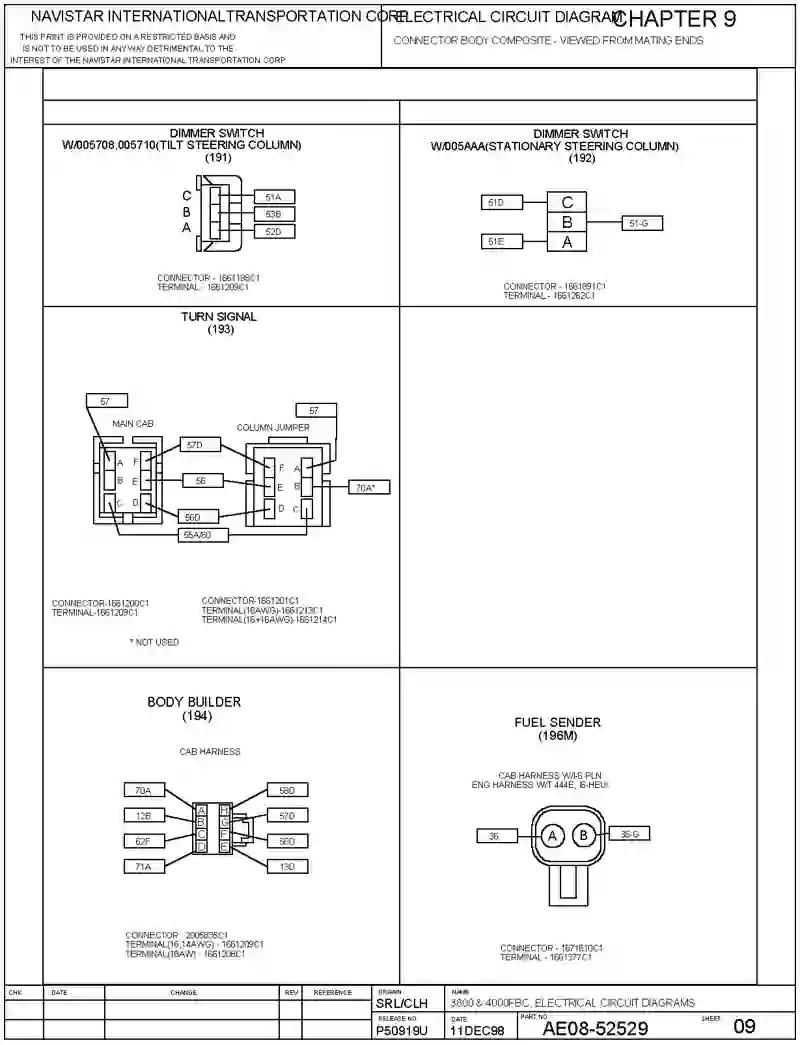 NAVISTAR INTERNATIONAL TRANSPORTATION CORP.
THIS PRINT IS PROVIDED ON A RESTRICTED BASIS AND
IS NOT TO BE USED IN ANY WAY DETRIMENTAL TO THE
INTEREST OF THE NAVISTAR INTERNATIONAL TRANSPORTATION CORP
ELECTRICAL CIRCUIT DIAGRAM
CHAPTER 9
CONNECTOR BODY COMPOSITE - VIEWED FROM MATING ENDS
DIMMER SWITCH
W/005708,005710(TILT STEERING COLUMN)
(191)
C
B
A
51A
53B
52D
CONNECTOR - 1661188C1
TERMINAL - 1661209C1
DIMMER SWITCH
W/005AAA(STATIONARY STEERING COLUMN)
(192)
51D
51E
C
B
A
51-G
CONNECTOR - 1661891C1
TERMINAL - 1661262C1
TURN SIGNAL
(193)
57
MAIN CAB
A F
B E
C D
57D
56
56D
55A/60
57
COLUMN JUMPER
F A
E B
D C
70A*
CONNECTOR-1661200C1
TERMINAL-1661209C1
CONNECTOR-1661201C1
TERMINAL(16AWG)-1661213C1
TERMINAL(16+16AWG)-1661214C1
* NOT USED
BODY BUILDER
(194)
CAB HARNESS
70A
12B
62F
71A
A H
B G
C F
D E
58D
57D
56D
13D
CONNECTOR - 2005835C1
TERMINAL(16,14AWG) - 1661209C1
TERMINAL(18AW) - 1661208C1
FUEL SENDER
(196M)
CAB HARNESS W/I-6 PLN
ENG HARNESS W/T 444E, I6-HEUI
36
A B
36-G
CONNECTOR - 1671610C1
TERMINAL - 1661377C1
CHK
DATE
CHANGE
REV
REFERENCE
DRAWN
SRL/CLH
NAME
3800 & 4000FBC, ELECTRICAL CIRCUIT DIAGRAMS
RELEASE NO.
P50919U
DATE
11DEC98
PART NO.
AE08-52529
SHEET
09